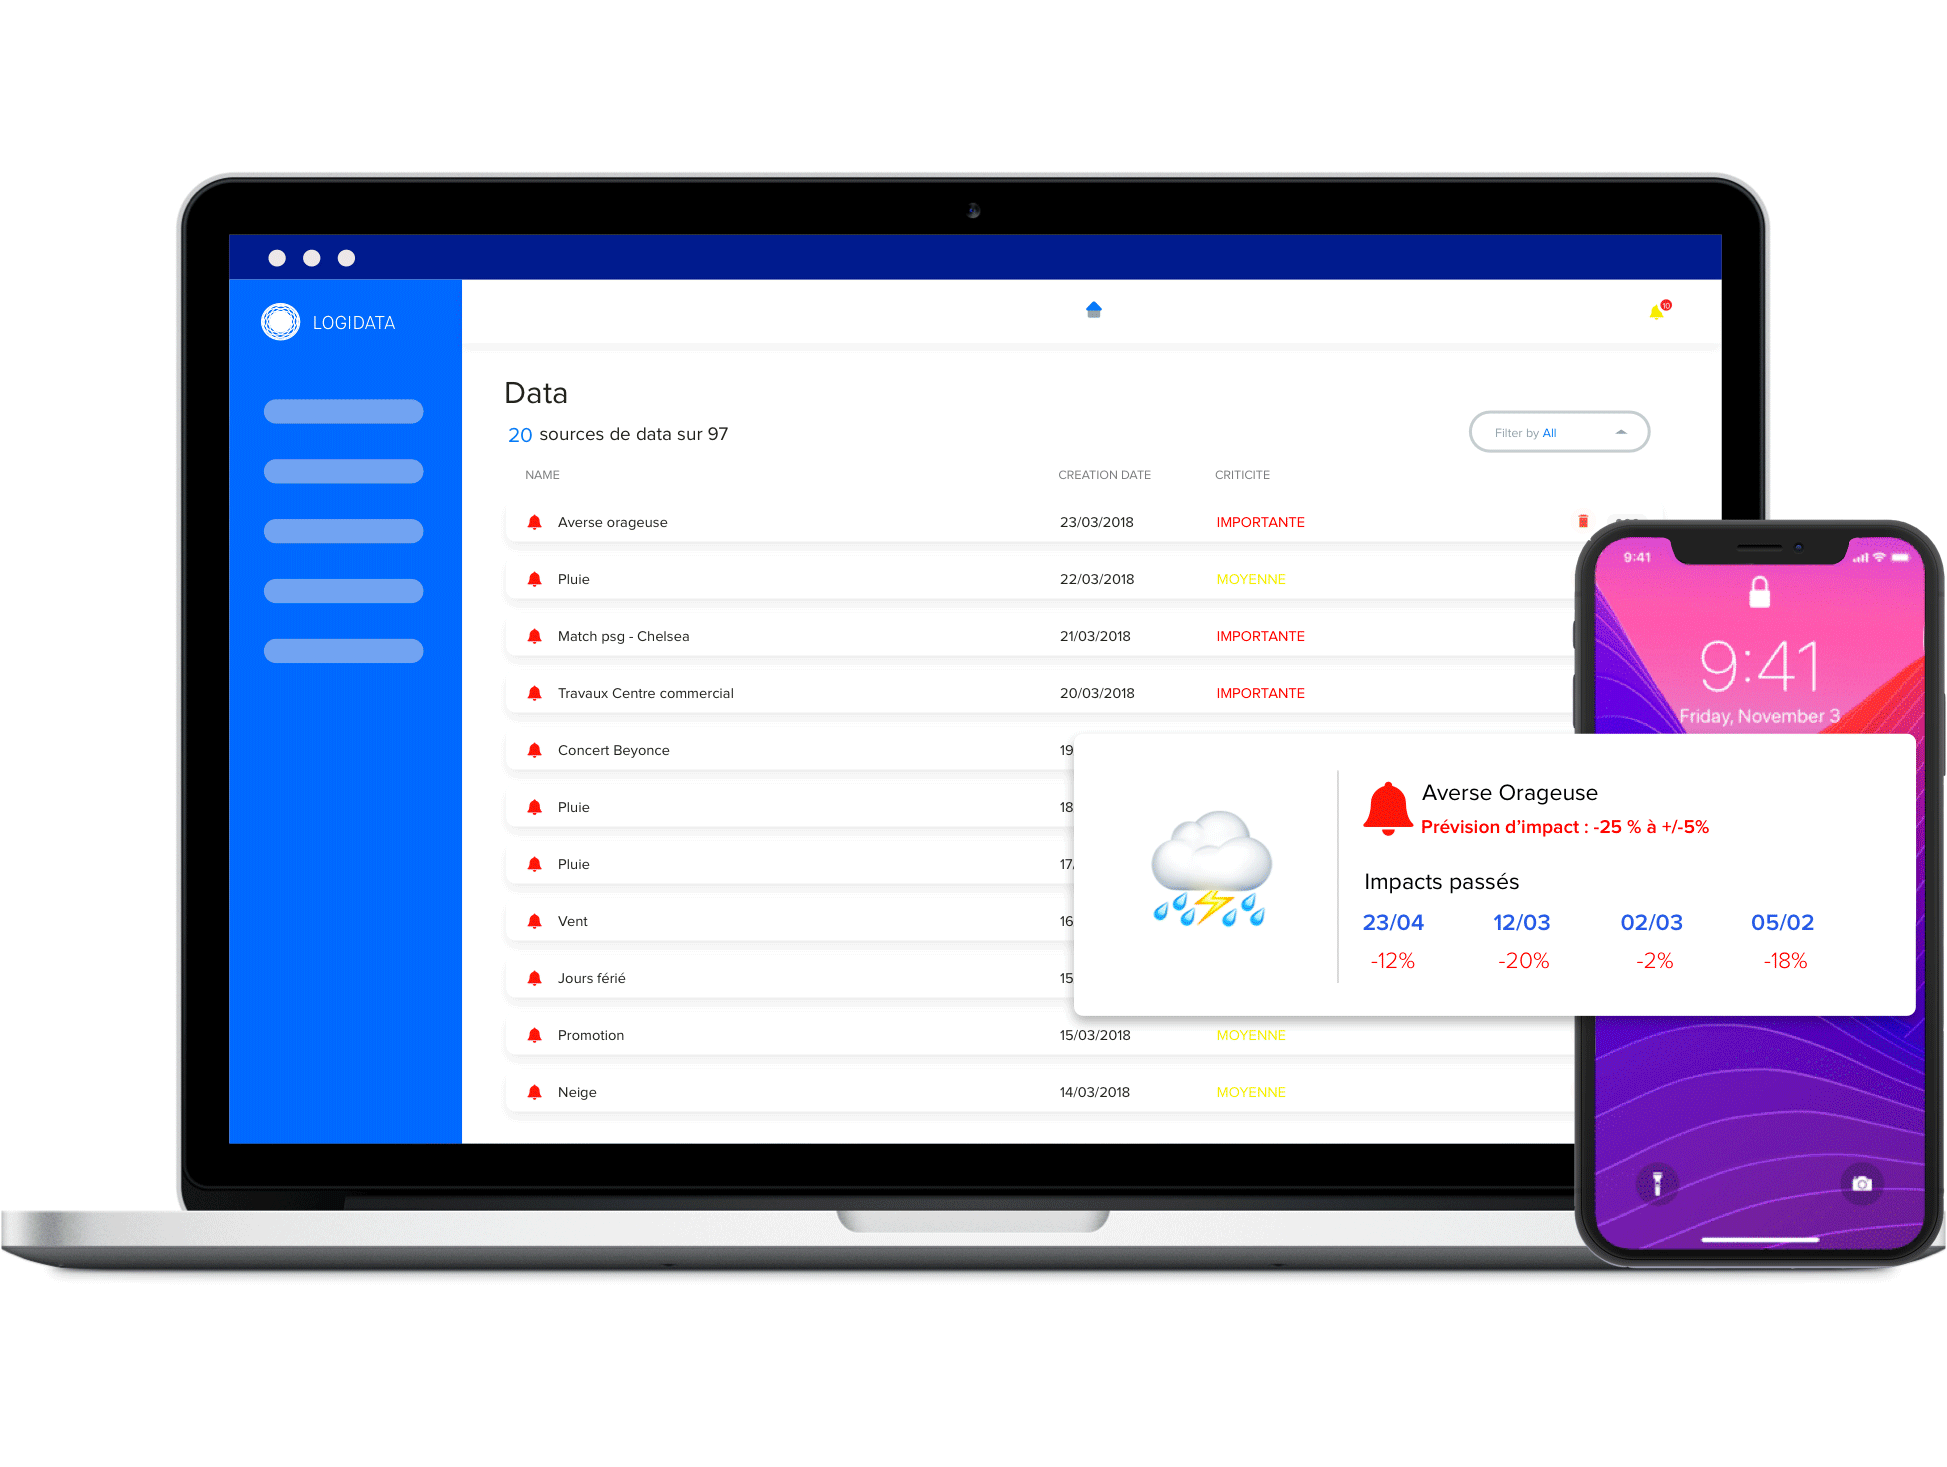 LOGIDATA
10
Data
20 sources de data sur 97
Filter by All
NAME CREATION DATE CRITICITE
Averse orageuse 23/03/2018 IMPORTANTE
Pluie 22/03/2018 MOYENNE
Match psg - Chelsea 21/03/2018 IMPORTANTE
Travaux Centre commercial 20/03/2018 IMPORTANTE
Concert Beyonce 19
Pluie 18
Pluie 17/
Vent 16
Jours férié 15
Promotion 15/03/2018 MOYENNE
Neige 14/03/2018 MOYENNE
9:41
9:41
Friday, November 3
Averse Orageuse
Prévision d’impact : -25 % à +/-5%
Impacts passés
23/04 12/03 02/03 05/02
-12% -20% -2% -18%